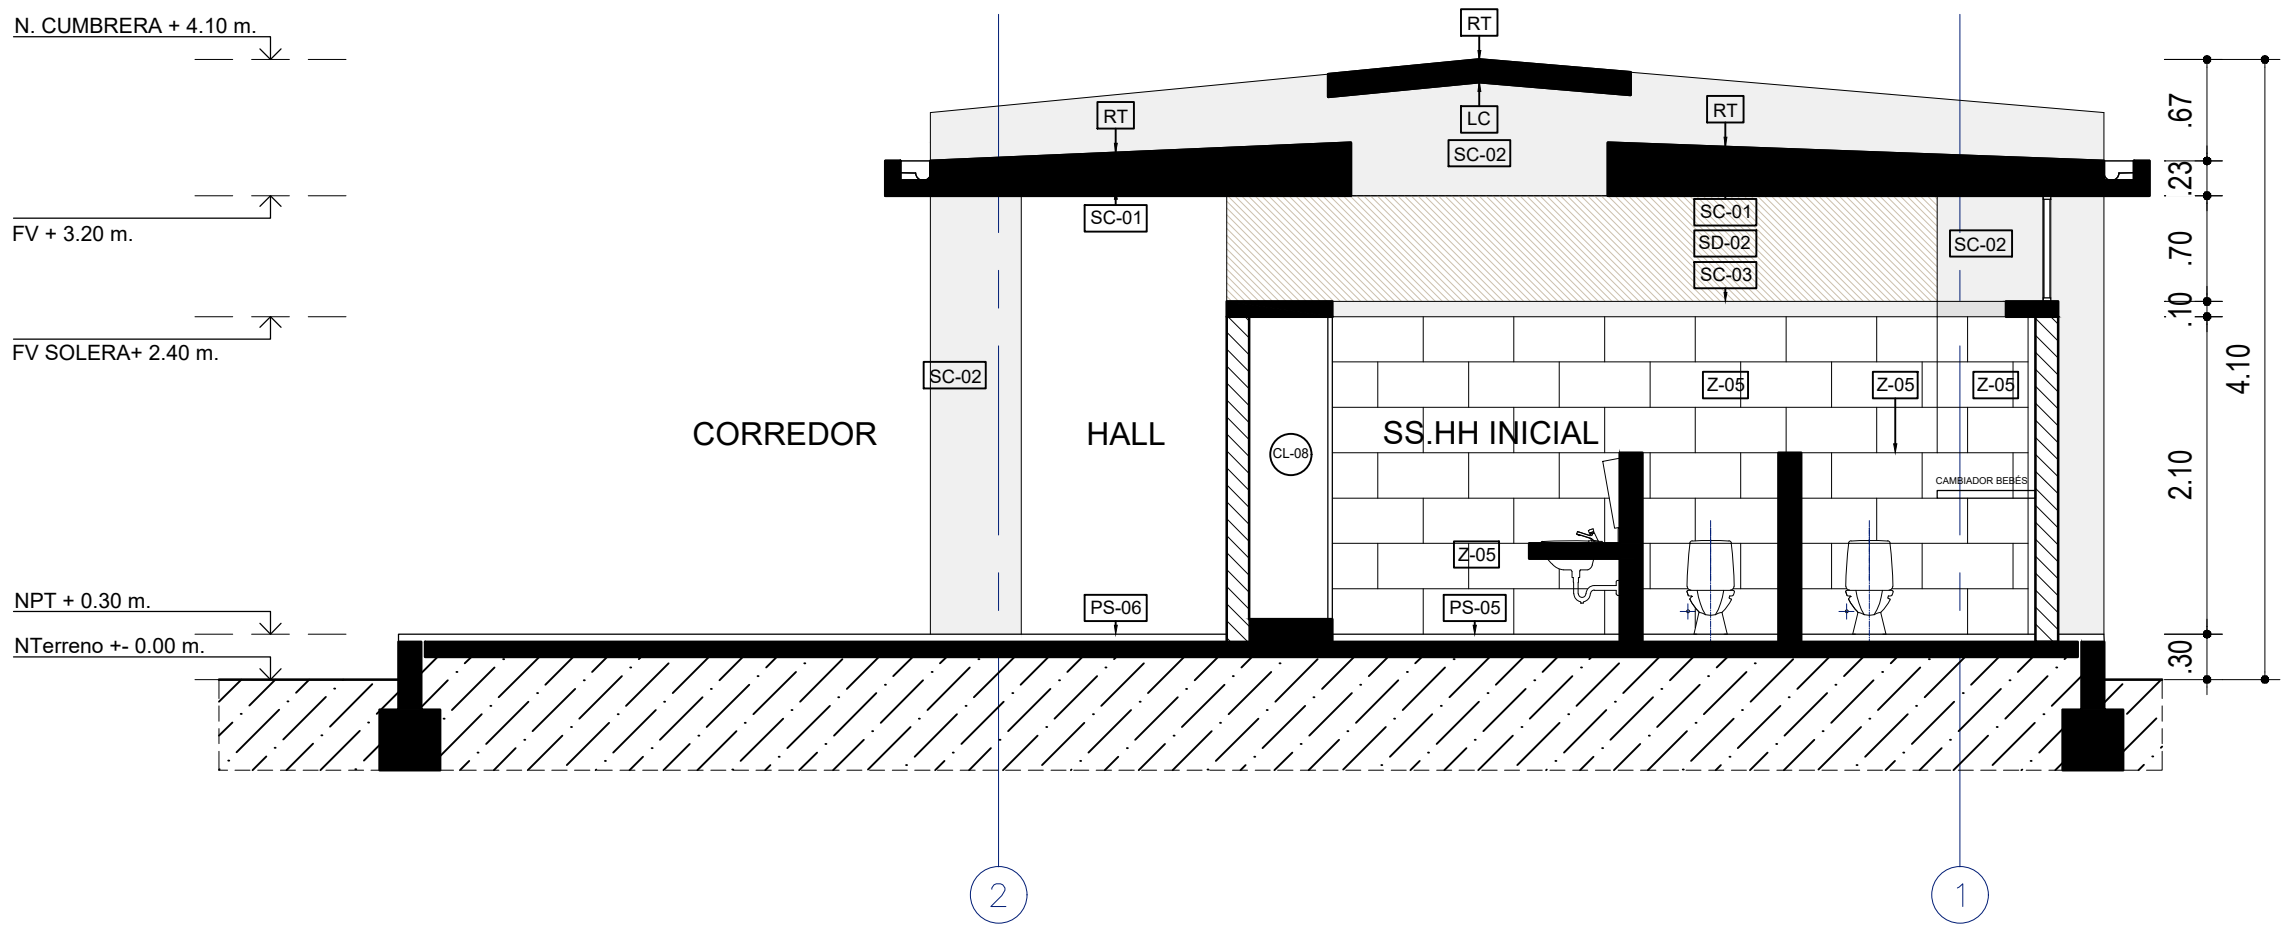 N. CUMBRERA + 4.10 m.
FV + 3.20 m.
FV SOLERA+ 2.40 m.
NPT + 0.30 m.
NTerreno +- 0.00 m.
RT
RT
RT
LC
SC-02
SC-01
SC-01
SD-02
SC-03
SC-02
SC-02
Z-05
Z-05
Z-05
CORREDOR
HALL
SS.HH INICIAL
CL-08
CAMBIADOR BEBÉS
Z-05
PS-06
PS-05
.67
.23
.70
.10
2.10
.30
4.10
2
1